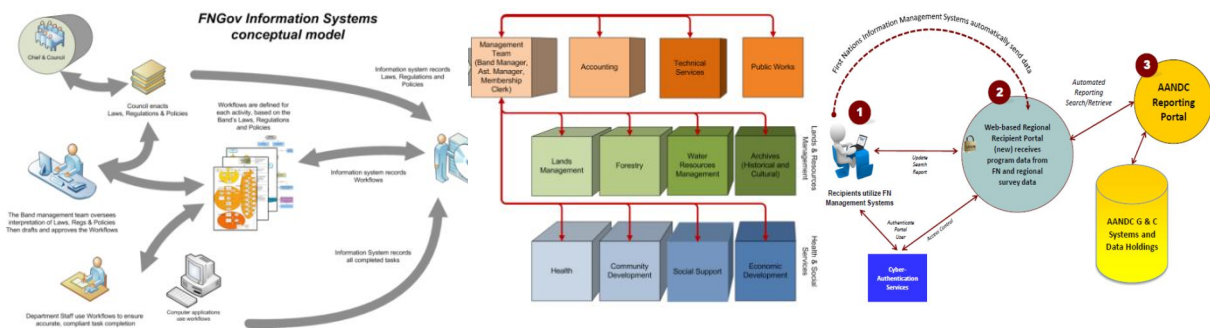 FNGov Information Systems
conceptual model
Chief & Council
Council enacts
Laws, Regulations & Policies
Information system records
Laws, Regulations and
Policies
Workflows are defined for
each activity, based on the
Band's Laws, Regulations
and Policies
Information system
records Workflows
The Band management team oversees
interpretation of Laws, Regs & Policies
Then drafts and approves the Workflows
Information System records
all completed tasks
Department Staff use Workflows to ensure
accurate, compliant task completion
Computer applications
use workflows
Management
Team
(Band Manager,
Ast. Manager,
Membership
Clerk)
Accounting
Technical
Services
Public Works
Lands
Management
Forestry
Water
Resources
Management
Archives
(Historical and
Cultural)
Lands & Resources
Management
Health
Community
Development
Social Support
Economic
Development
Health & Social
Services
First Nations Information Management Systems automatically send data
1
Recipients utilize FN
Management Systems
Update
Search
Report
2
Web-based Regional
Recipient Portal
(new) receives
program data from
FN and regional
survey data
Automated
Reporting
Search/Retrieve
3
AANDC
Reporting
Portal
AANDC G & C
Systems and
Data Holdings
Authenticate
Portal
User
Access Control
Cyber-
Authentication
Services